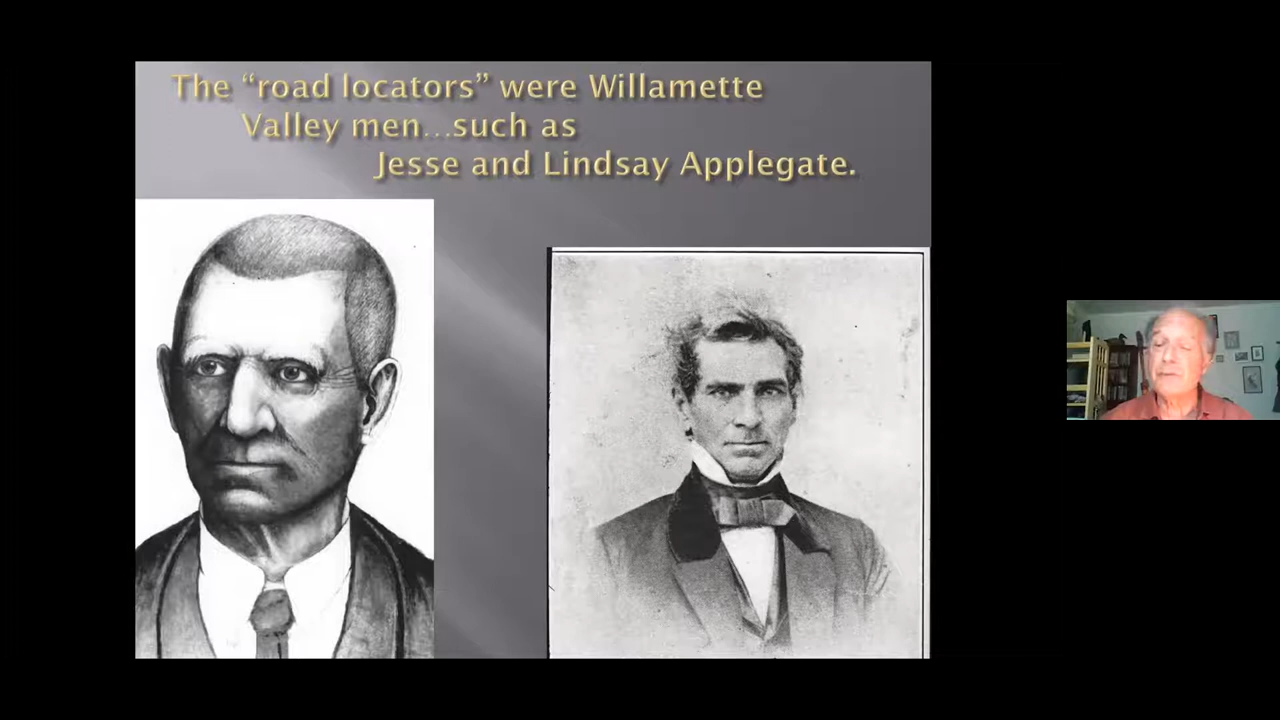 The “road locators” were Willamette
Valley men…such as
Jesse and Lindsay Applegate.